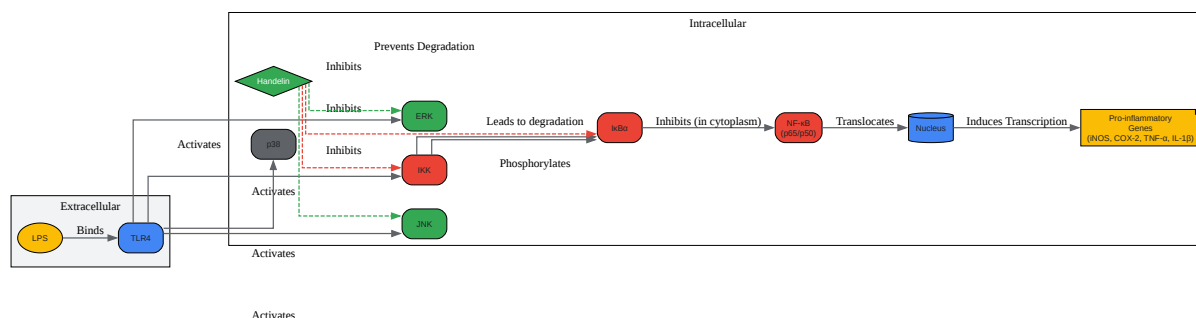 Intracellular
Prevents Degradation
Inhibits
Handelin
Inhibits
ERK
Leads to degradation
IκBα
Inhibits (in cytoplasm)
NF-κB
(p65/p50)
Translocates
Nucleus
Induces Transcription
Pro-inflammatory
Genes
(iNOS, COX-2, TNF-α, IL-1β)
Activates
p38
Inhibits
IKK
Phosphorylates
Activates
Extracellular
LPS
Binds
TLR4
JNK
Activates
Activates